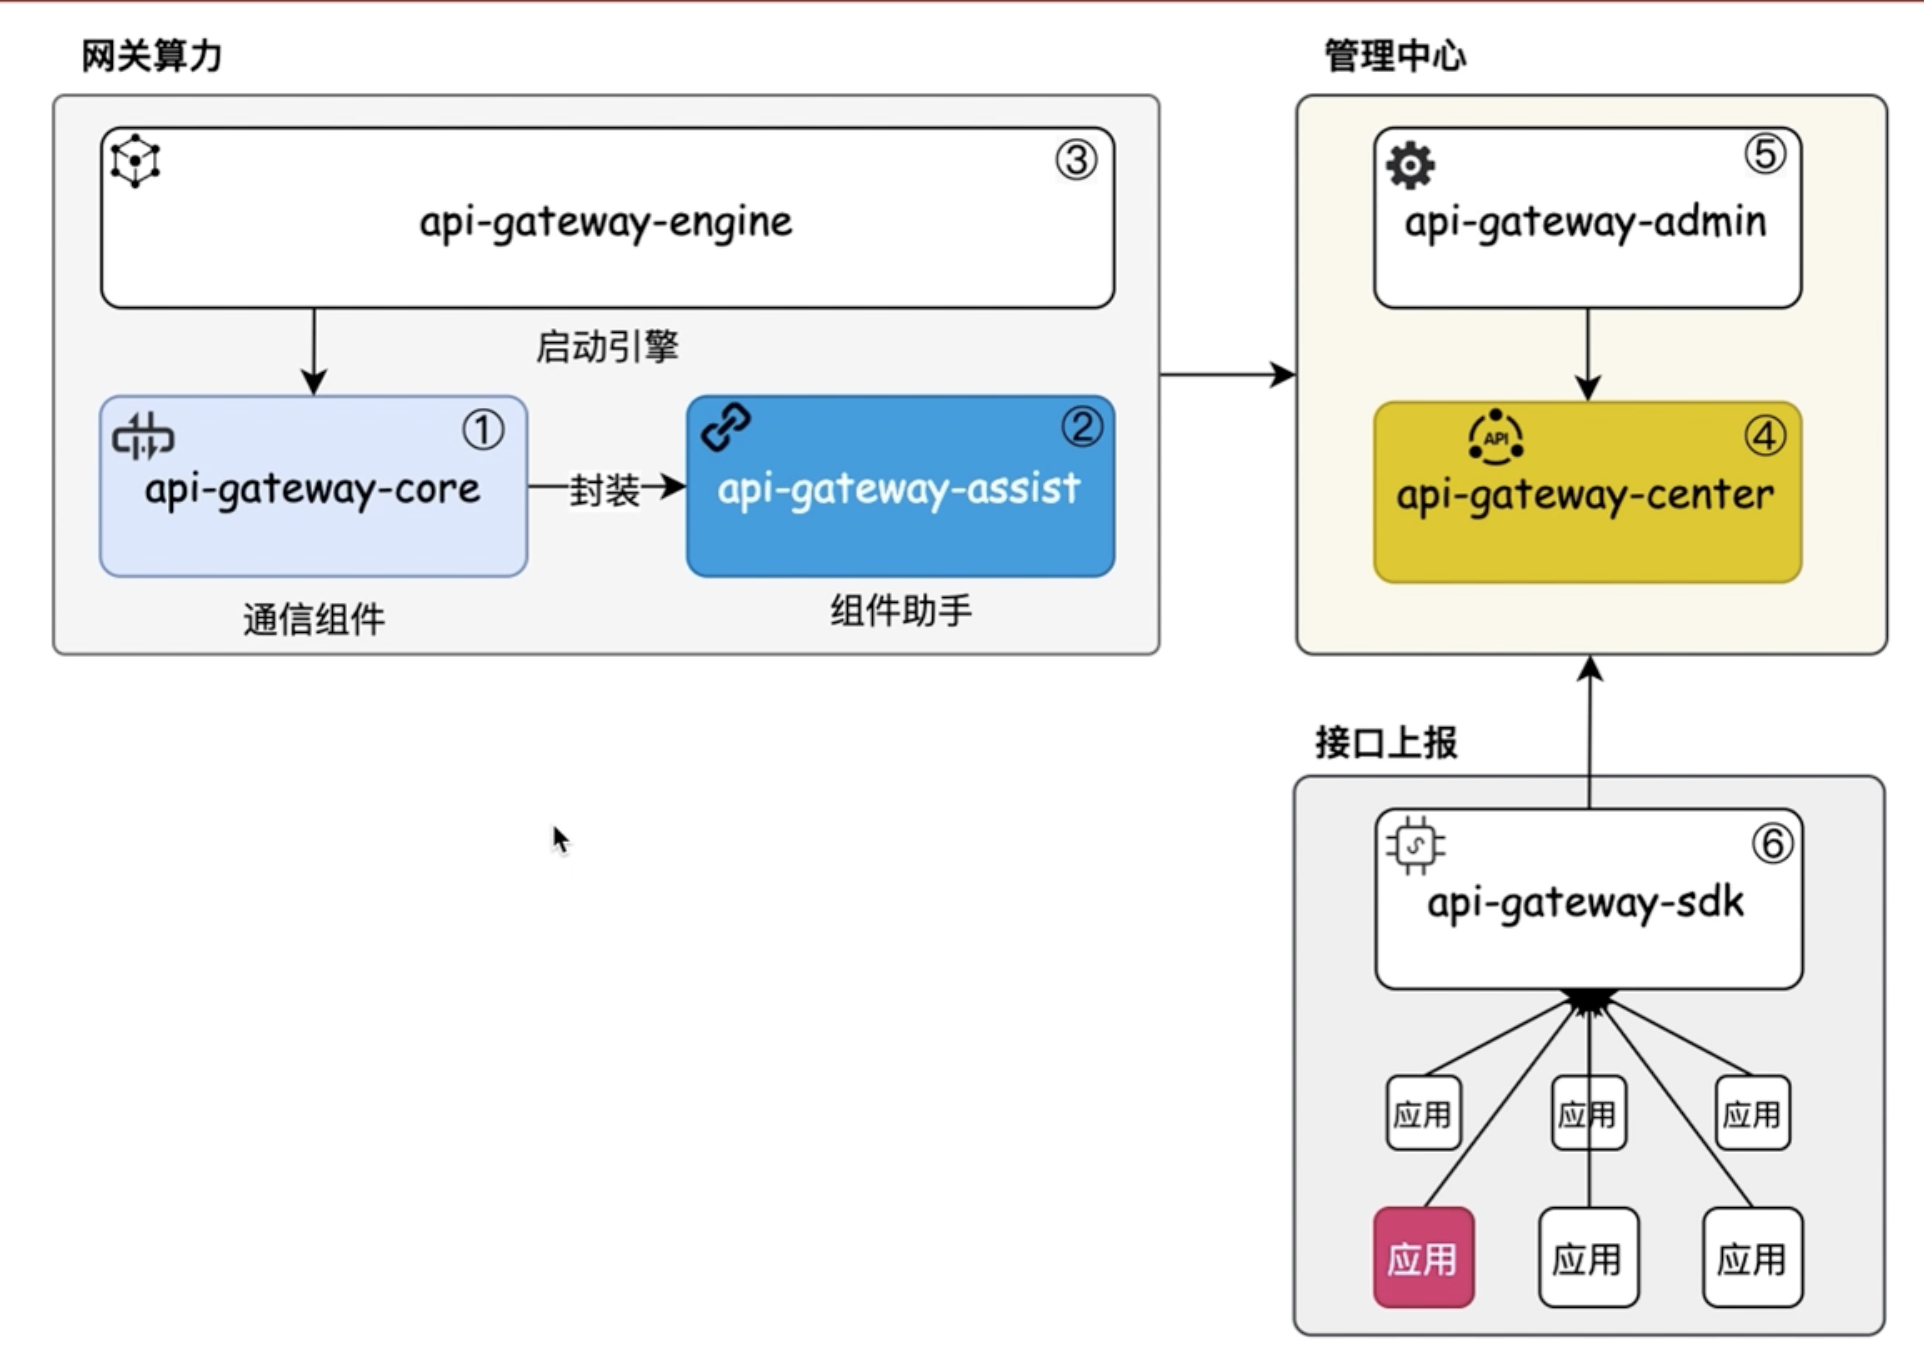 网关算力
③
api-gateway-engine
启动引擎
①
api-gateway-core
封装
②
api-gateway-assist
通信组件
组件助手
管理中心
⑤
api-gateway-admin
API
④
api-gateway-center
接口上报
⑥
api-gateway-sdk
应用
应用
应用
应用
应用
应用